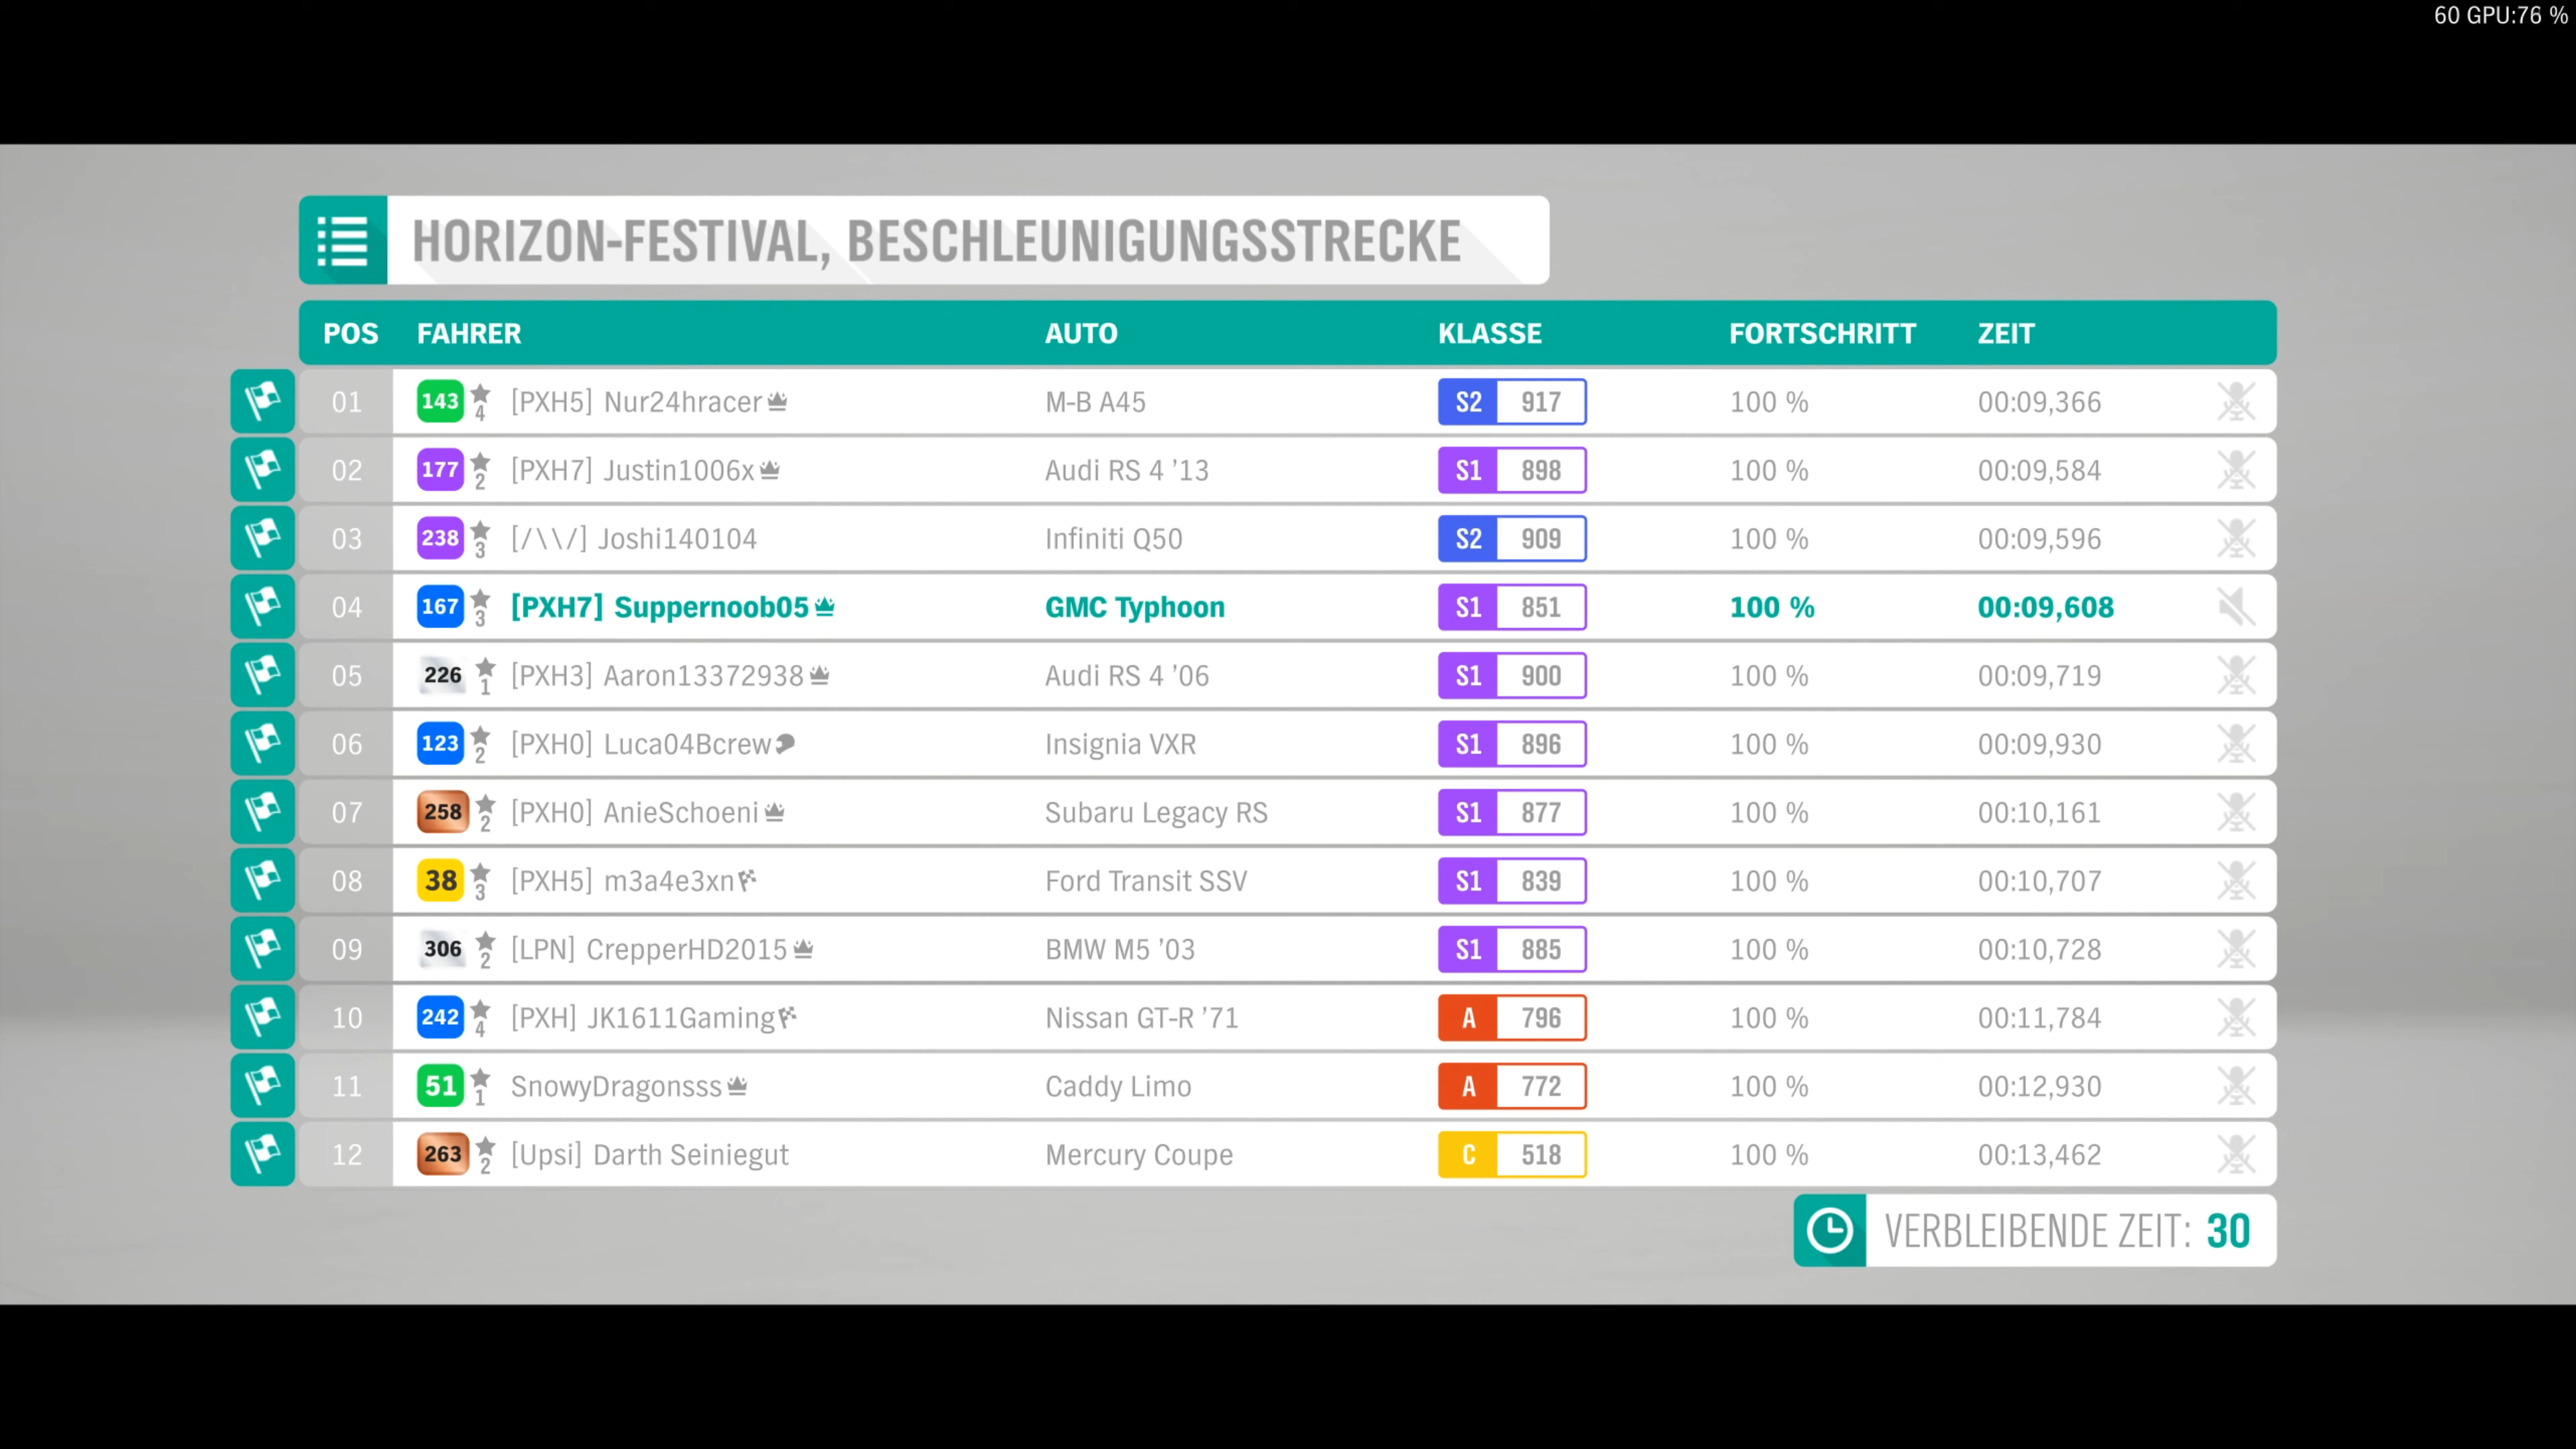 60 GPU:76 %
HORIZON-FESTIVAL, BESCHLEUNIGUNGSSTRECKE
POS FAHRER AUTO KLASSE FORTSCHRITT ZEIT
01 143 4 [PXH5] Nur24hracer M-B A45 S2 917 100 % 00:09,366
02 177 2 [PXH7] Justin1006x Audi RS 4 ’13 S1 898 100 % 00:09,584
03 238 3 [/\\/] Joshi140104 Infiniti Q50 S2 909 100 % 00:09,596
04 167 3 [PXH7] Suppernoob05 GMC Typhoon S1 851 100 % 00:09,608
05 226 1 [PXH3] Aaron13372938 Audi RS 4 ’06 S1 900 100 % 00:09,719
06 123 2 [PXH0] Luca04Bcrew Insignia VXR S1 896 100 % 00:09,930
07 258 2 [PXH0] AnieSchoeni Subaru Legacy RS S1 877 100 % 00:10,161
08 38 3 [PXH5] m3a4e3xn Ford Transit SSV S1 839 100 % 00:10,707
09 306 2 [LPN] CrepperHD2015 BMW M5 ’03 S1 885 100 % 00:10,728
10 242 4 [PXH] JK1611Gaming Nissan GT-R ’71 A 796 100 % 00:11,784
11 51 1 SnowyDragonsss Caddy Limo A 772 100 % 00:12,930
12 263 2 [Upsi] Darth Seiniegut Mercury Coupe C 518 100 % 00:13,462
VERBLEIBENDE ZEIT: 30